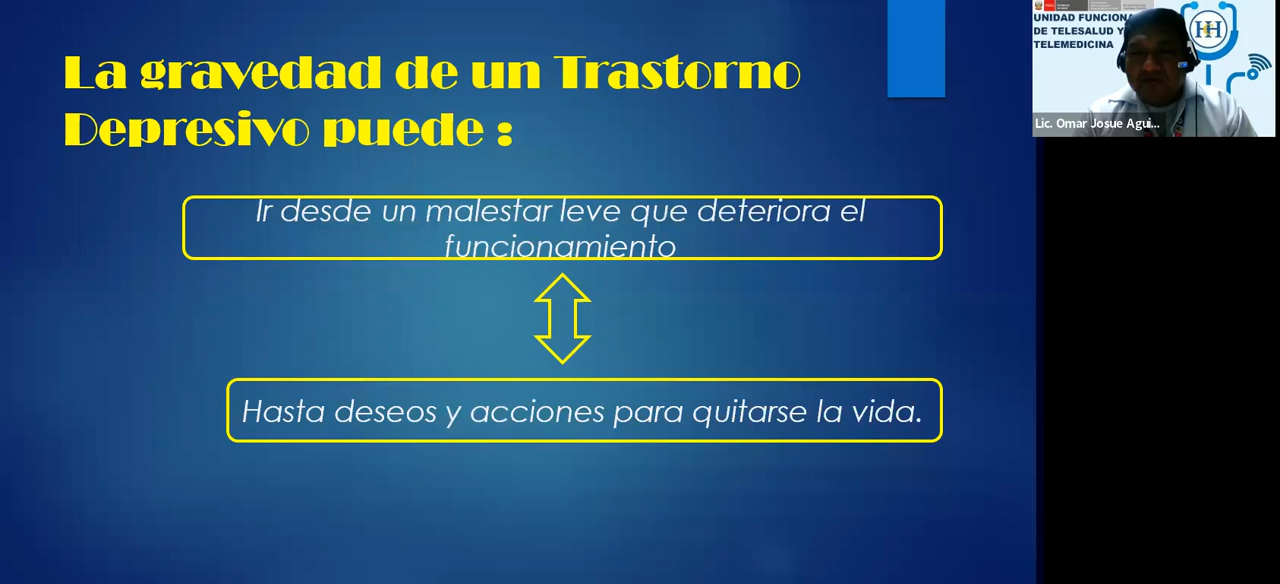 La gravedad de un Trastorno
Depresivo puede :
Ir desde un malestar leve que deteriora el
funcionamiento
Hasta deseos y acciones para quitarse la vida.
UNIDAD FUNCIONA
DE TELESALUD Y
TELEMEDICINA
Lic. Omar Josue Agui...